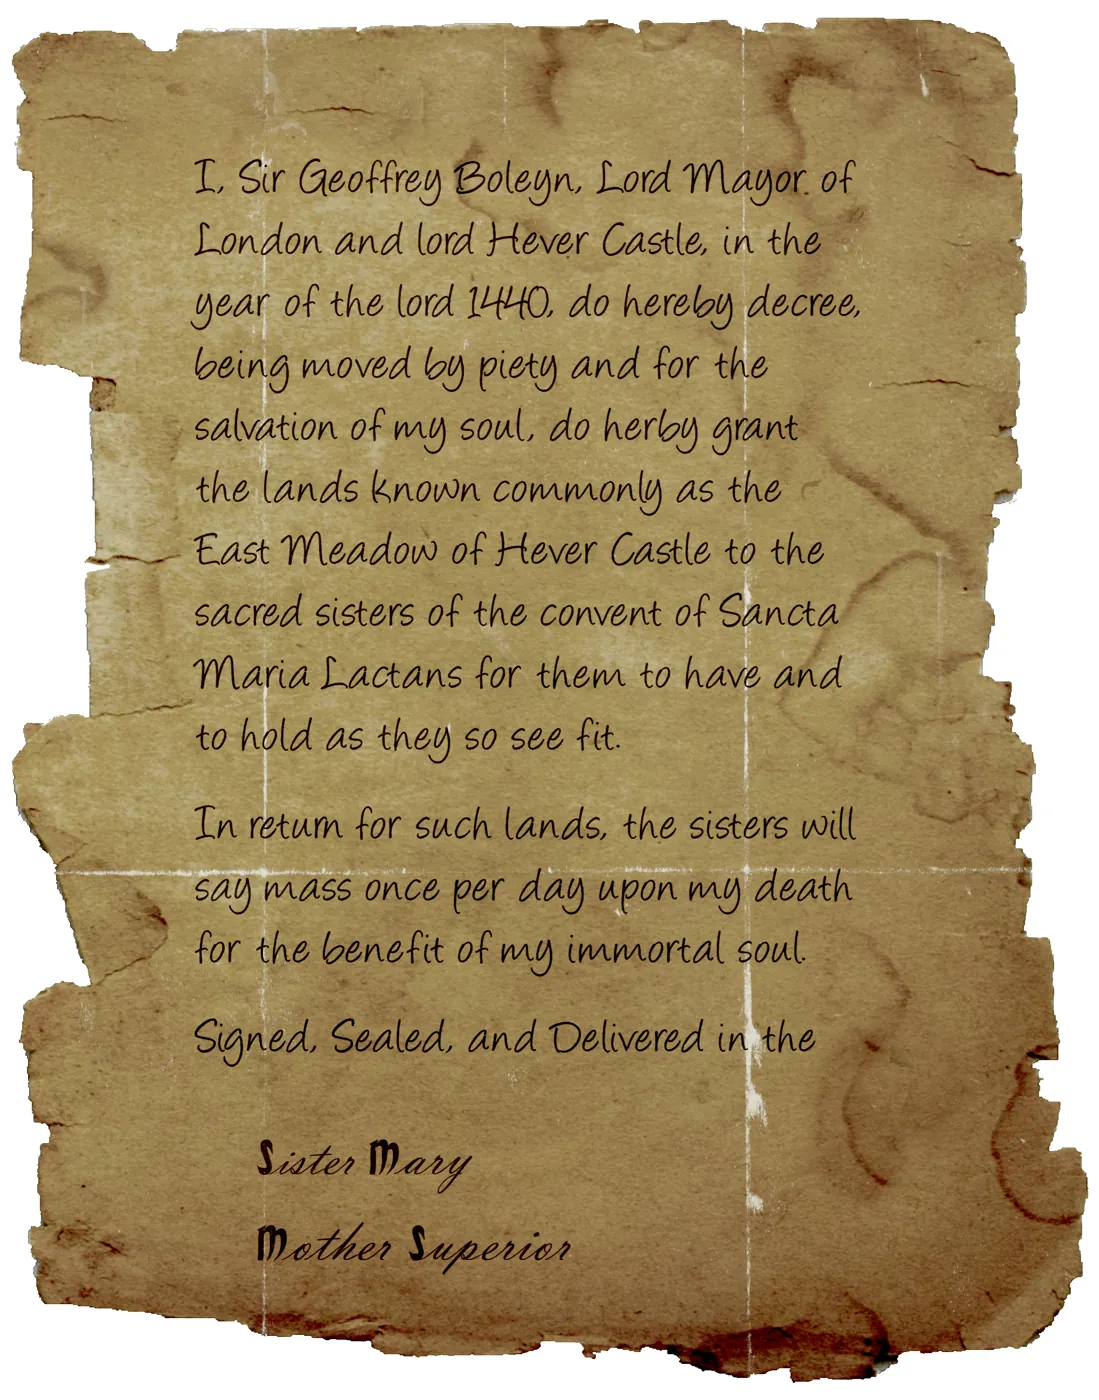 I, Sir Geoffrey Boleyn, Lord Mayor of
London and lord Hever Castle, in the
year of the lord 1440, do hereby decree,
being moved by piety and for the
salvation of my soul, do herby grant
the lands known commonly as the
East Meadow of Hever Castle to the
sacred sisters of the convent of Sancta
Maria Lactans for them to have and
to hold as they so see fit.
In return for such lands, the sisters will
say mass once per day upon my death
for the benefit of my immortal soul.
Signed, Sealed, and Delivered in the
Sister Mary
Mother Superior